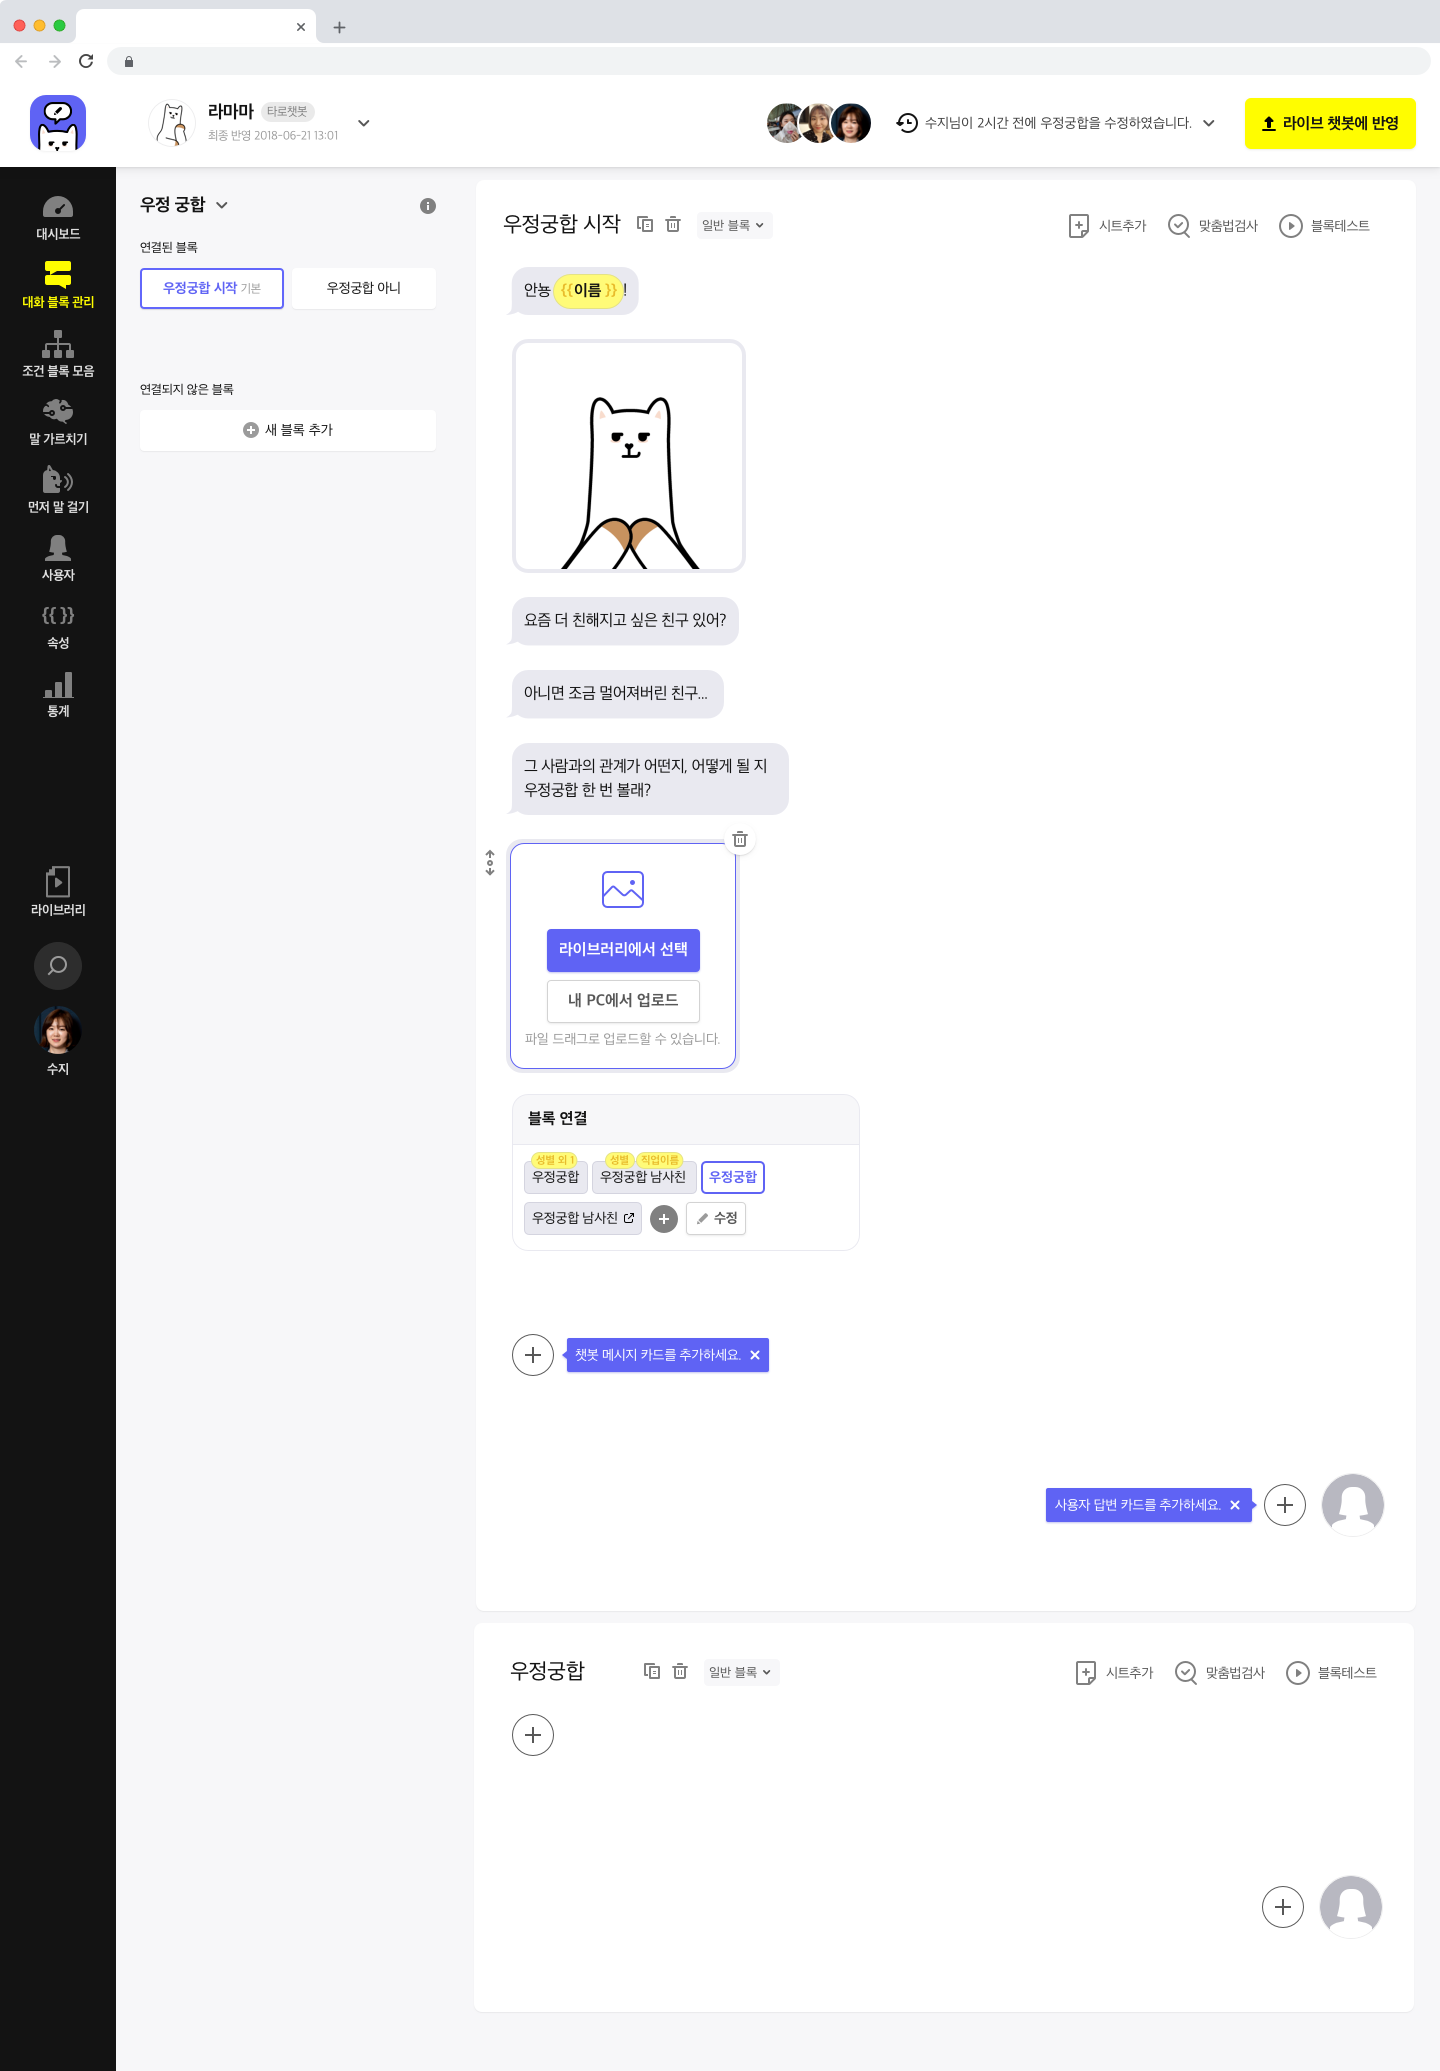 라마마 타로챗봇
최종 반영 2018-06-21 13:01
수지님이 2시간 전에 우정궁합을 수정하였습니다.
라이브 챗봇에 반영
대시보드
대화 블록 관리
조건 블록 모음
말 가르치기
먼저 말 걸기
사용자
{{ }}
속성
통계
라이브러리
수지
우정 궁합
연결된 블록
우정궁합 시작 기본
우정궁합 아니
연결되지 않은 블록
새 블록 추가
우정궁합 시작
일반 블록
시트추가
맞춤법검사
블록테스트
안뇽 {{이름 }}!
요즘 더 친해지고 싶은 친구 있어?
아니면 조금 멀어져버린 친구...
그 사람과의 관계가 어떤지, 어떻게 될 지
우정궁합 한 번 볼래?
라이브러리에서 선택
내 PC에서 업로드
파일 드래그로 업로드할 수 있습니다.
블록 연결
성별 외 1
성별
직업이름
우정궁합
우정궁합 남사친
우정궁합
우정궁합 남사친
수정
챗봇 메시지 카드를 추가하세요.
사용자 답변 카드를 추가하세요.
우정궁합
일반 블록
시트추가
맞춤법검사
블록테스트